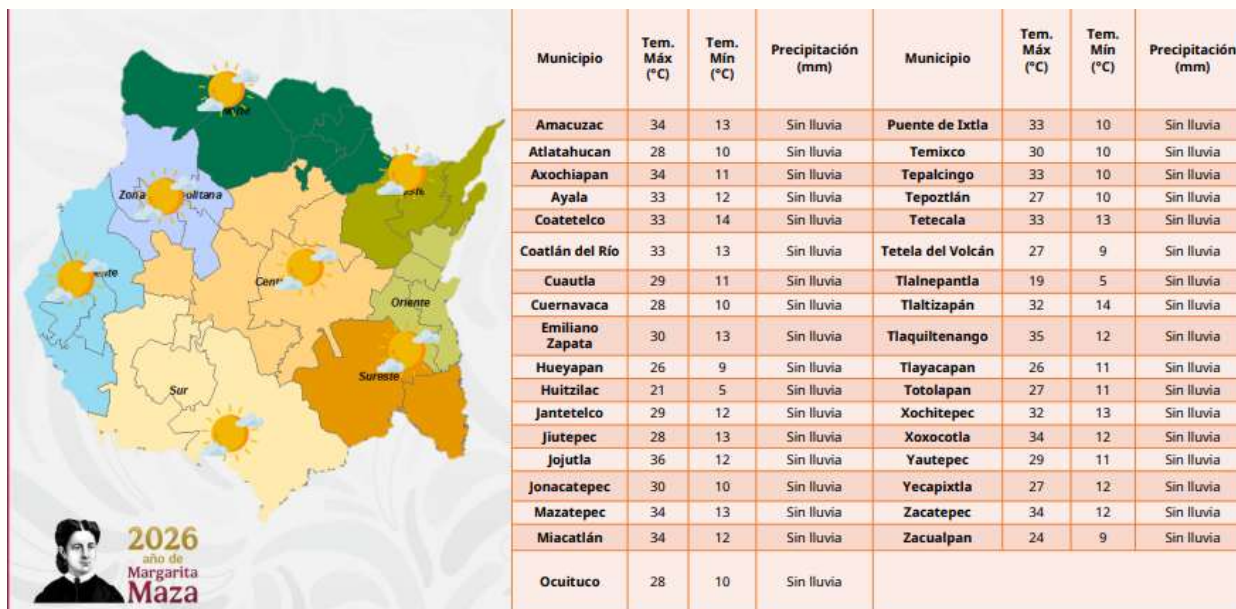 Zona politana
Cent
Oriente
Sureste
Sur
2026
año de
Margarita
Maza
Municipio Tem. Máx (°C) Tem. Mín (°C) Precipitación (mm) Municipio Tem. Máx (°C) Tem. Mín (°C) Precipitación (mm)
Amacuzac 34 13 Sin lluvia Puente de Ixtla 33 10 Sin lluvia
Atlatahucan 28 10 Sin lluvia Temixco 30 10 Sin lluvia
Axochiapan 34 11 Sin lluvia Tepalcingo 33 10 Sin lluvia
Ayala 33 12 Sin lluvia Tepoztlán 27 10 Sin lluvia
Coatetelco 33 14 Sin lluvia Tetecala 33 13 Sin lluvia
Coatlán del Río 33 13 Sin lluvia Tetela del Volcán 27 9 Sin lluvia
Cuautla 29 11 Sin lluvia Tlalnepantla 19 5 Sin lluvia
Cuernavaca 28 10 Sin lluvia Tlaltizapán 32 14 Sin lluvia
Emiliano Zapata 30 13 Sin lluvia Tlaquiltenango 35 12 Sin lluvia
Hueyapan 26 9 Sin lluvia Tlayacapan 26 11 Sin lluvia
Huitzilac 21 5 Sin lluvia Totolapan 27 11 Sin lluvia
Jantetelco 29 12 Sin lluvia Xochitepec 32 13 Sin lluvia
Jiutepec 28 13 Sin lluvia Xoxocotla 34 12 Sin lluvia
Jojutla 36 12 Sin lluvia Yautepec 29 11 Sin lluvia
Jonacatepec 30 10 Sin lluvia Yecapixtla 27 12 Sin lluvia
Mazatepec 34 13 Sin lluvia Zacatepec 34 12 Sin lluvia
Miacatlán 34 12 Sin lluvia Zacualpan 24 9 Sin lluvia
Ocuituco 28 10 Sin lluvia